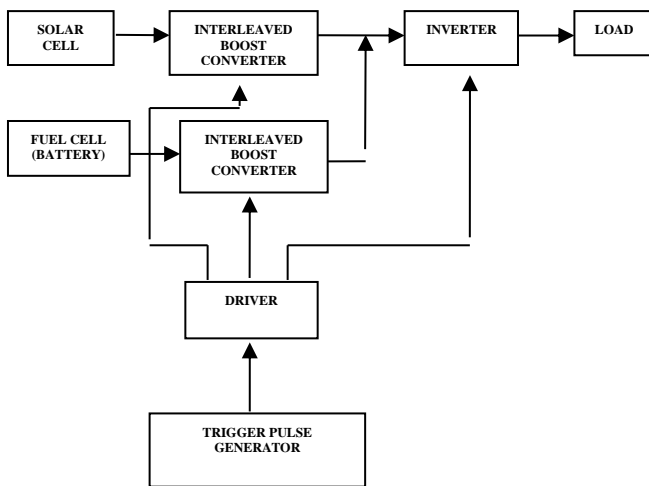 SOLAR
CELL
INTERLEAVED
BOOST
CONVERTER
INVERTER
LOAD
FUEL CELL
(BATTERY)
INTERLEAVED
BOOST
CONVERTER
DRIVER
TRIGGER PULSE
GENERATOR